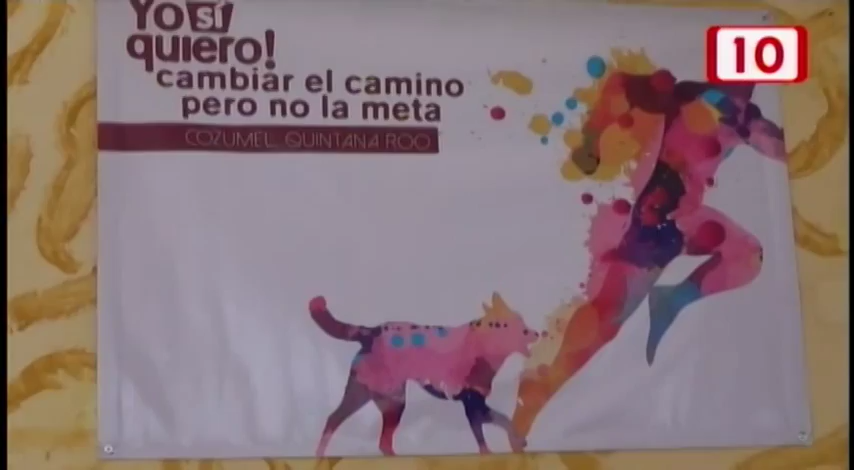 Yo sí
quiero!
cambiar el camino
pero no la meta
COZUMEL, QUINTANA ROO
10